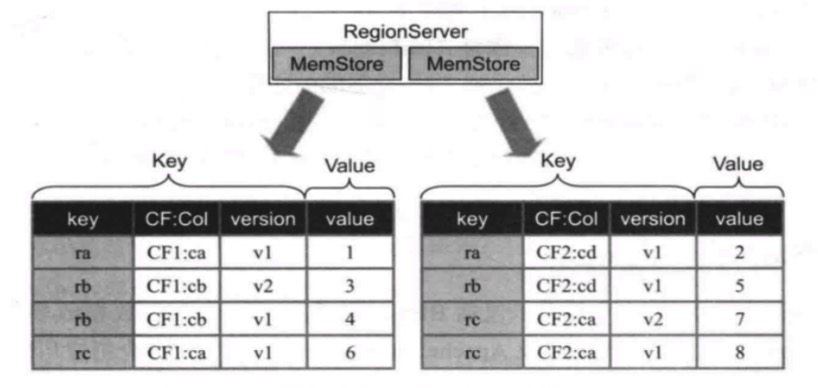 RegionServer
MemStore MemStore
Key Value Key Value
key CF:Col version value key CF:Col version value
ra CF1:ca v1 1 ra CF2:cd v1 2
rb CF1:cb v2 3 rb CF2:cd v1 5
rb CF1:cb v1 4 rc CF2:ca v2 7
rc CF1:ca v1 6 rc CF2:ca v1 8